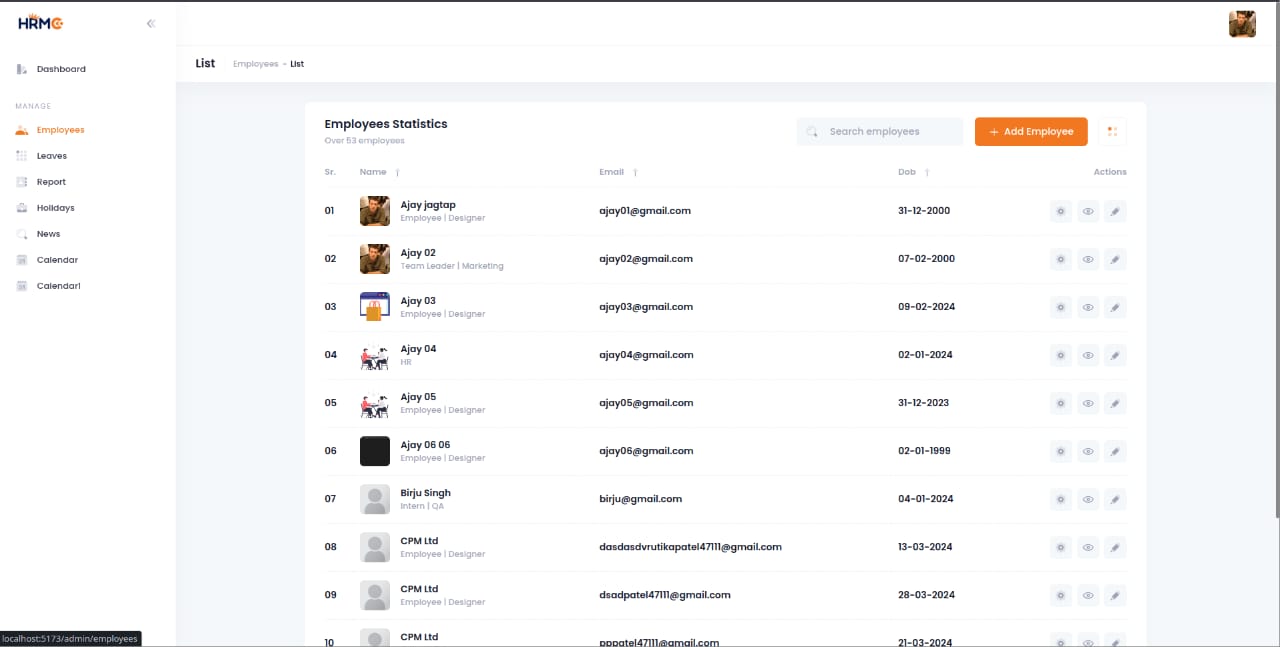 HRM
List
Employees - List
Dashboard
MANAGE
Employees
Leaves
Report
Holidays
News
Calendar
Calendar1
Employees Statistics
Over 53 employees
Search employees
+ Add Employee
Sr. Name ↑ Email ↑ Dob ↑ Actions
01 Ajay jagtap ajay01@gmail.com 31-12-2000
Employee | Designer
02 Ajay 02 ajay02@gmail.com 07-02-2000
Team Leader | Marketing
03 Ajay 03 ajay03@gmail.com 09-02-2024
Employee | Designer
04 Ajay 04 ajay04@gmail.com 02-01-2024
HR
05 Ajay 05 ajay05@gmail.com 31-12-2023
Employee | Designer
06 Ajay 06 06 ajay06@gmail.com 02-01-1999
Employee | Designer
07 Birju Singh birju@gmail.com 04-01-2024
Intern | QA
08 CPM Ltd dasdasdvrutikapatel47111@gmail.com 13-03-2024
Employee | Designer
09 CPM Ltd dsadpatel47111@gmail.com 28-03-2024
Employee | Designer
10 CPM Ltd pppatel47111@gmail.com 21-03-2024
localhost:5173/admin/employees